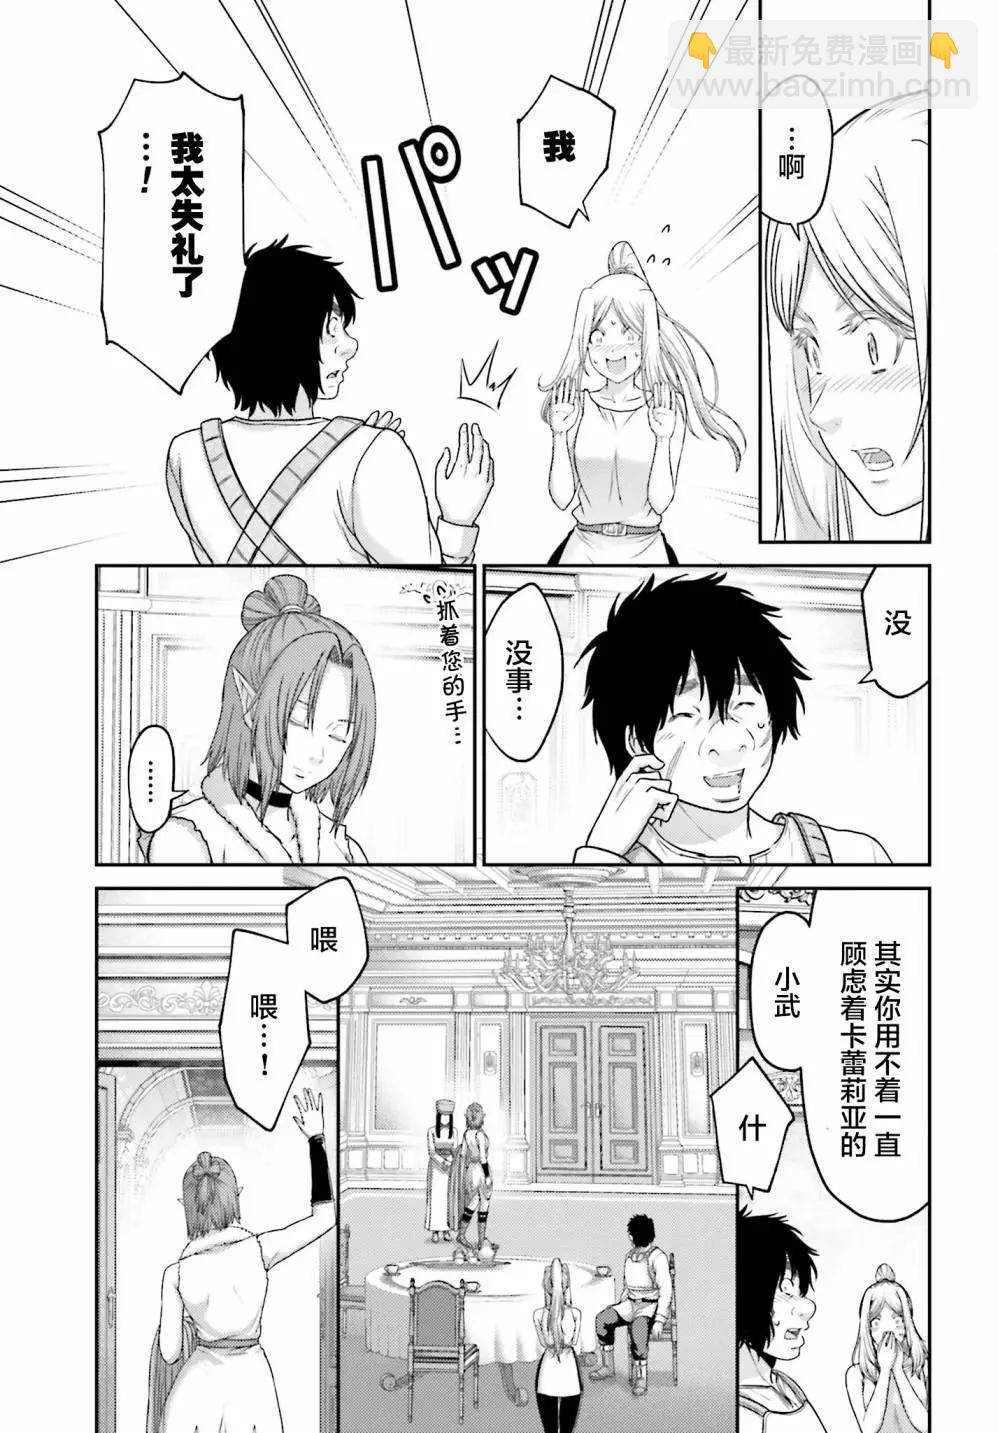 最新免费漫画
www.baozimh.com
…啊
我
パパッ
我太失礼了
…！
没
没事…
抓着您的手…
……
其实你用不着一直
顾虑着卡蕾莉亚的
小武
什
喂
喂…！